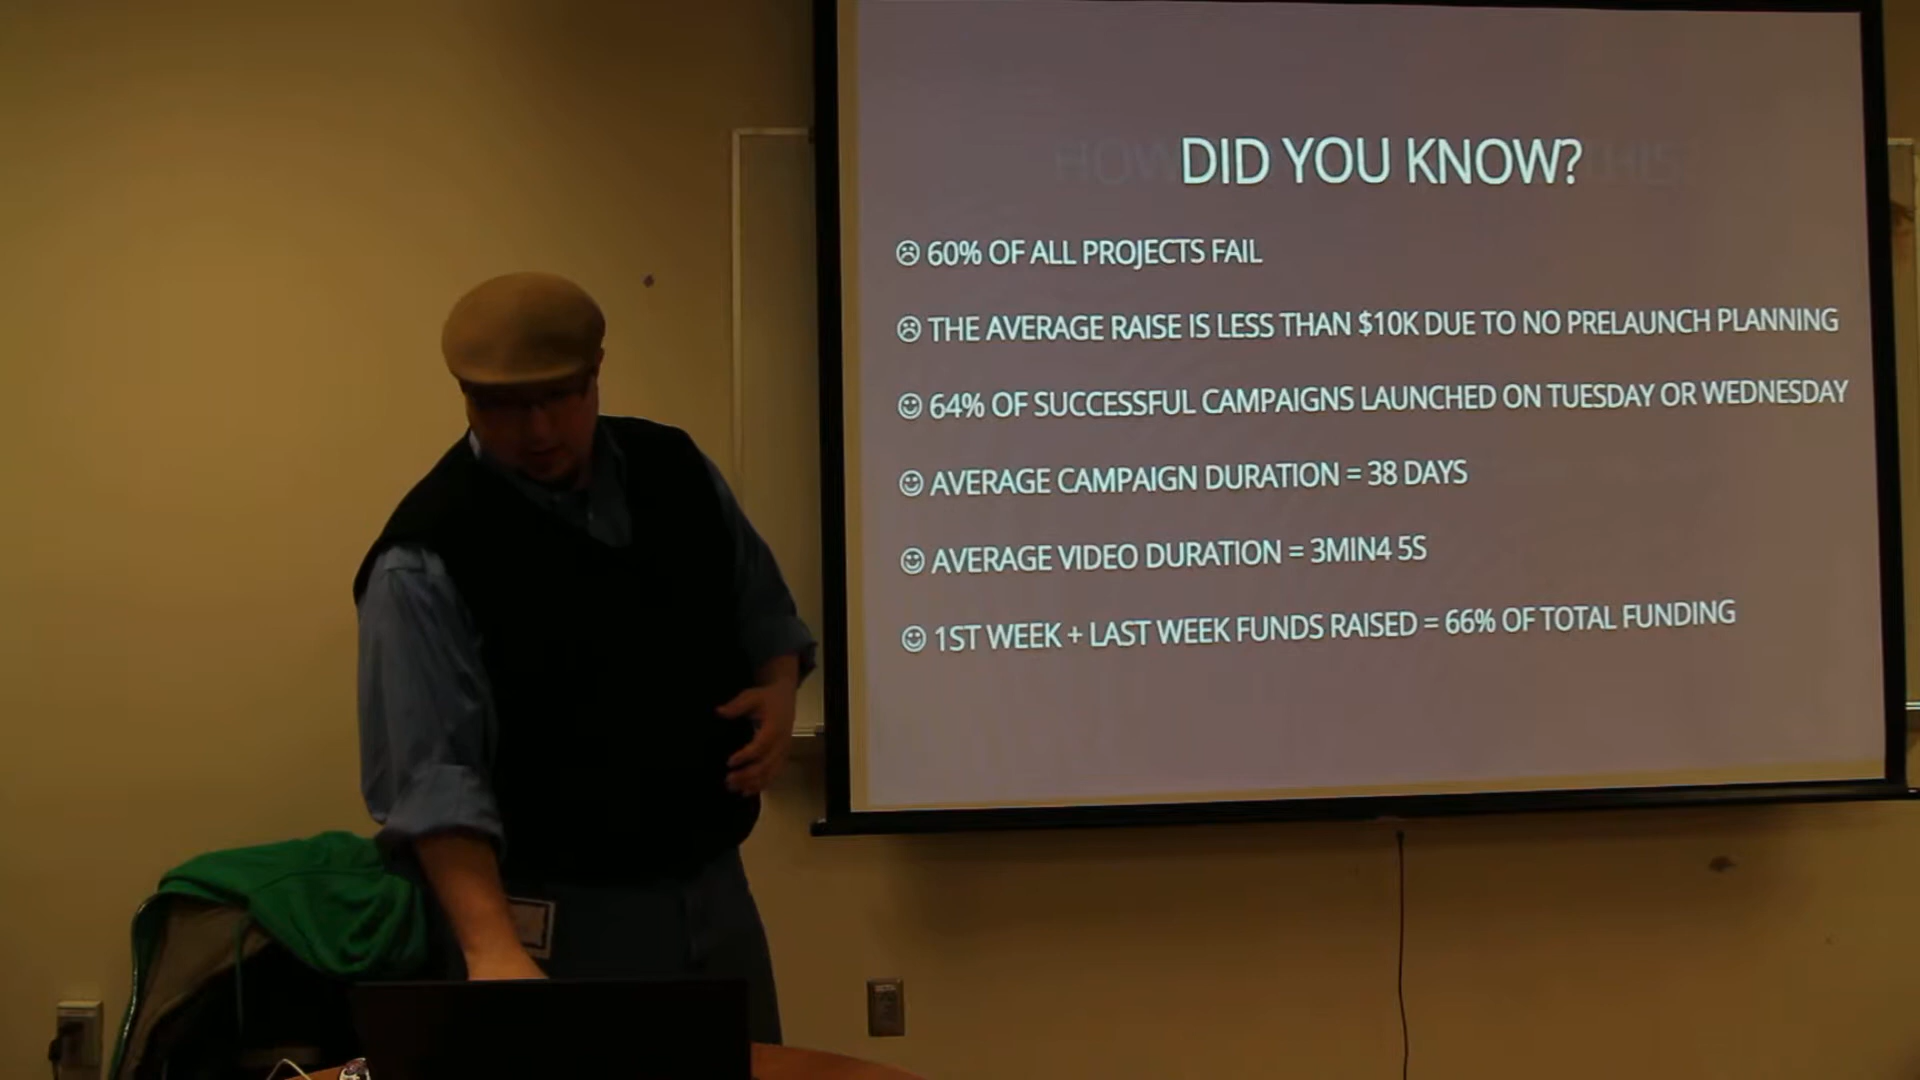 DID YOU KNOW?
☹ 60% OF ALL PROJECTS FAIL
☹ THE AVERAGE RAISE IS LESS THAN $10K DUE TO NO PRELAUNCH PLANNING
☺ 64% OF SUCCESSFUL CAMPAIGNS LAUNCHED ON TUESDAY OR WEDNESDAY
☺ AVERAGE CAMPAIGN DURATION = 38 DAYS
☺ AVERAGE VIDEO DURATION = 3MIN4 5S
☺ 1ST WEEK + LAST WEEK FUNDS RAISED = 66% OF TOTAL FUNDING